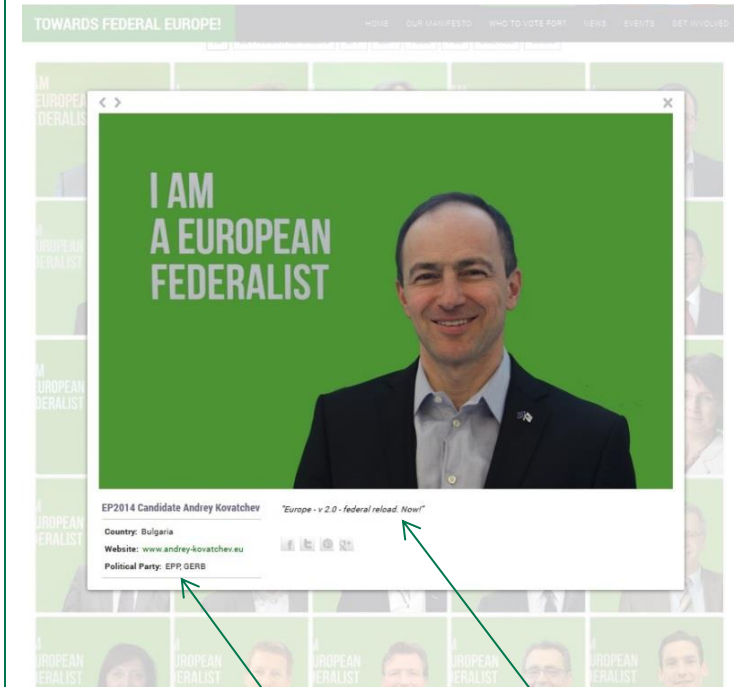 TOWARDS FEDERAL EUROPE!
HOME OUR MANIFESTO WHO TO VOTE FOR? NEWS EVENTS GET INVOLVED
I AM
A EUROPEAN
FEDERALIST
EP2014 Candidate Andrey Kovatchev
"Europe - v 2.0 - federal reload. Now!"
Country: Bulgaria
Website: www.andrey-kovatchev.eu
Political Party: EPP, GERB